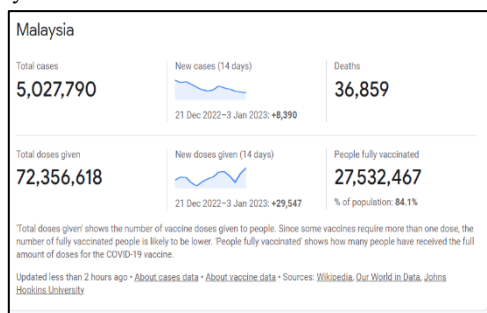 Malaysia
Total cases
5,027,790
New cases (14 days)
21 Dec 2022–3 Jan 2023: +8,390
Deaths
36,859
Total doses given
72,356,618
New doses given (14 days)
21 Dec 2022–3 Jan 2023: +29,547
People fully vaccinated
27,532,467
% of population: 84.1%
'Total doses given' shows the number of vaccine doses given to people. Since some vaccines require more than one dose, the
number of fully vaccinated people is likely to be lower. 'People fully vaccinated' shows how many people have received the full
amount of doses for the COVID-19 vaccine.
Updated less than 2 hours ago • About cases data • About vaccine data • Sources: Wikipedia, Our World in Data, Johns
Hopkins University